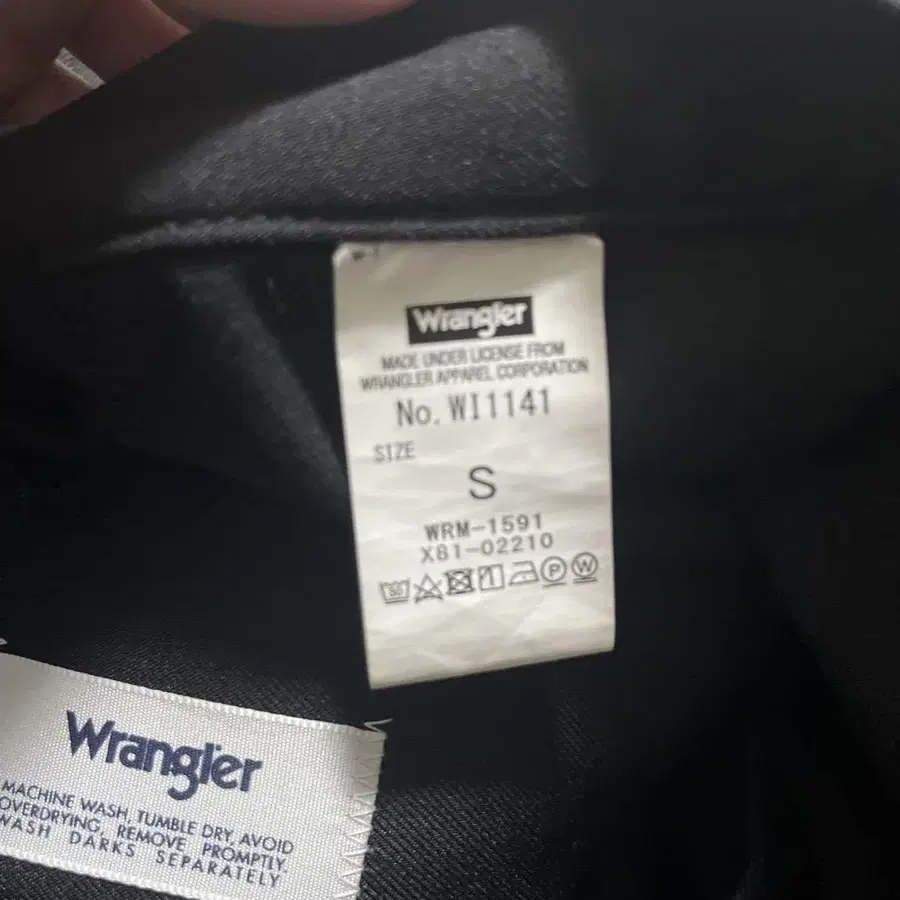 Wrangler
MADE UNDER LICENSE FROM
WRANGLER APPAREL CORPORATION
No. WI1141
SIZE
S
WRM-1591
X81-02210
P W
Wrangler
MACHINE WASH, TUMBLE DRY, AVOID
OVERDRYING, REMOVE PROMPTLY.
WASH DARKS SEPARATELY